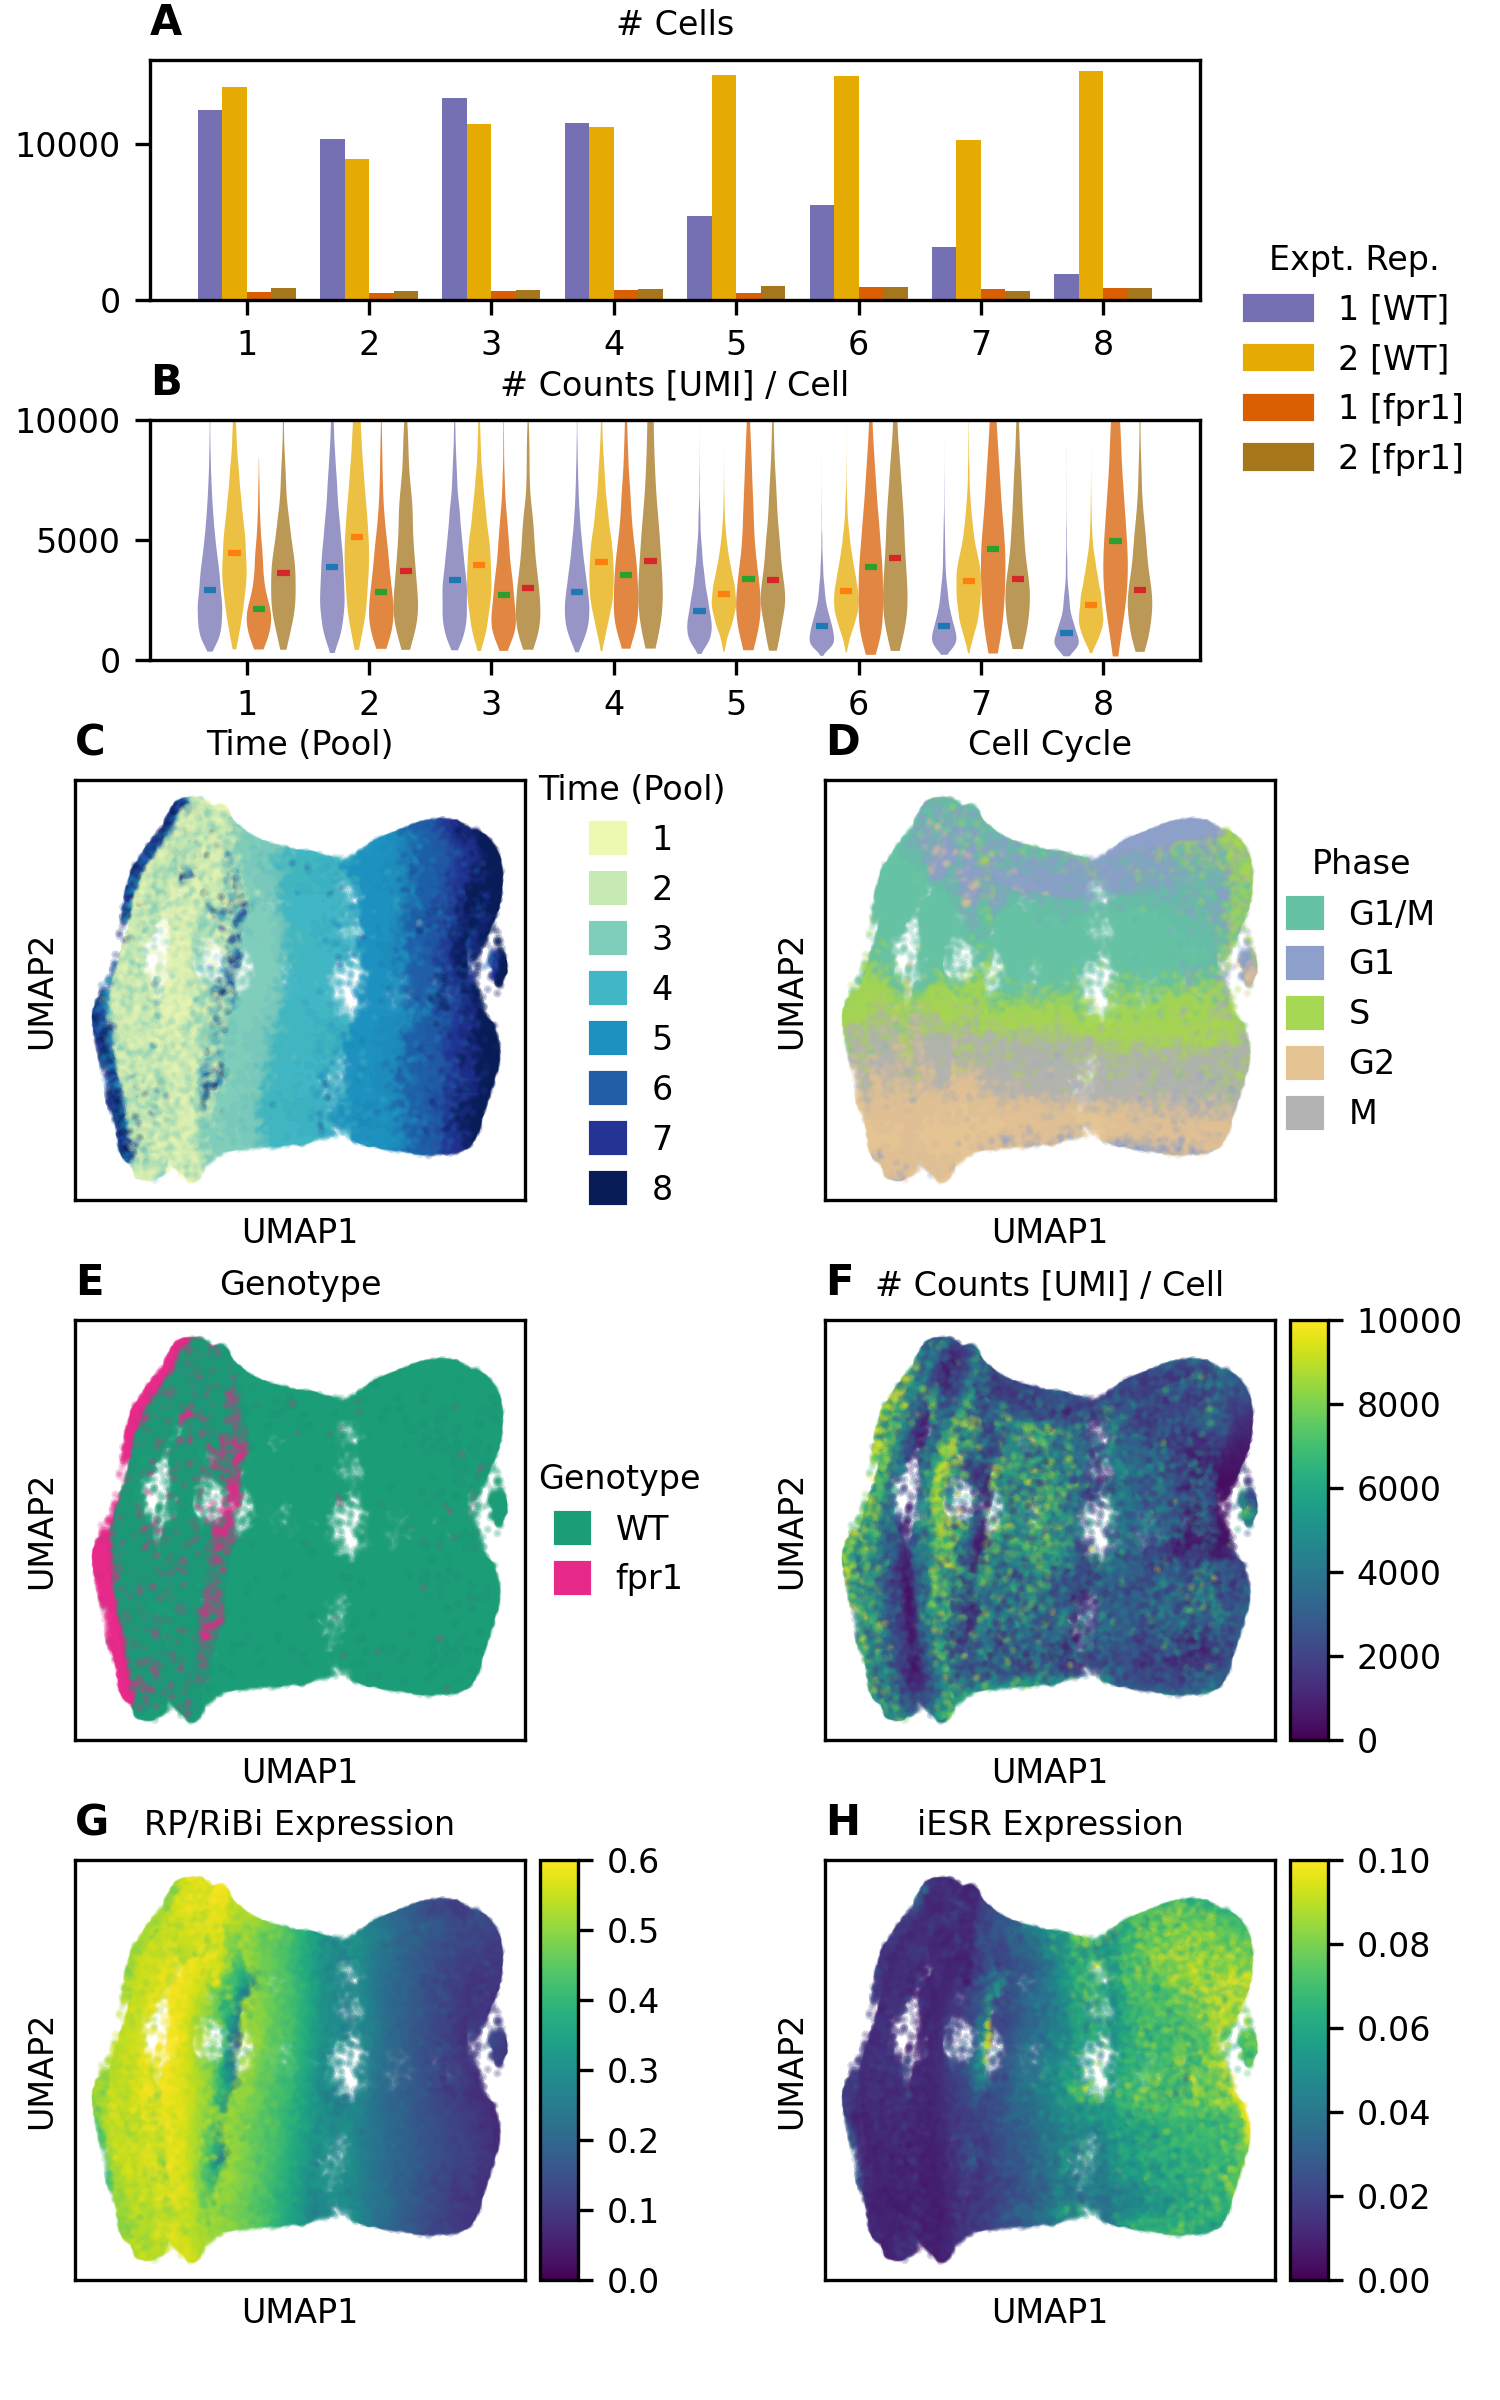 A
# Cells
10000
0
1 2 3 4 5 6 7 8
Expt. Rep.
1 [WT]
2 [WT]
1 [fpr1]
2 [fpr1]
B
# Counts [UMI] / Cell
10000
5000
0
1 2 3 4 5 6 7 8
C
Time (Pool)
UMAP2
UMAP1
Time (Pool)
1
2
3
4
5
6
7
8
D
Cell Cycle
UMAP2
UMAP1
Phase
G1/M
G1
S
G2
M
E
Genotype
UMAP2
UMAP1
Genotype
WT
fpr1
F
# Counts [UMI] / Cell
UMAP2
UMAP1
10000
8000
6000
4000
2000
0
G
RP/RiBi Expression
UMAP2
UMAP1
0.6
0.5
0.4
0.3
0.2
0.1
0.0
H
iESR Expression
UMAP2
UMAP1
0.10
0.08
0.06
0.04
0.02
0.00